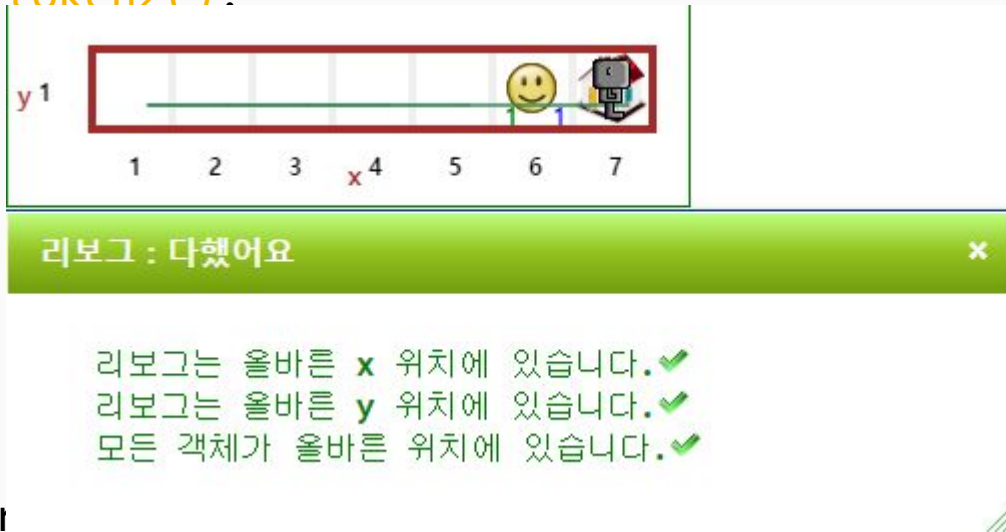 y 1
1 1
1 2 3 x 4 5 6 7
리보그 : 다했어요 ×
리보그는 올바른 x 위치에 있습니다.
리보그는 올바른 y 위치에 있습니다.
모든 객체가 올바른 위치에 있습니다.